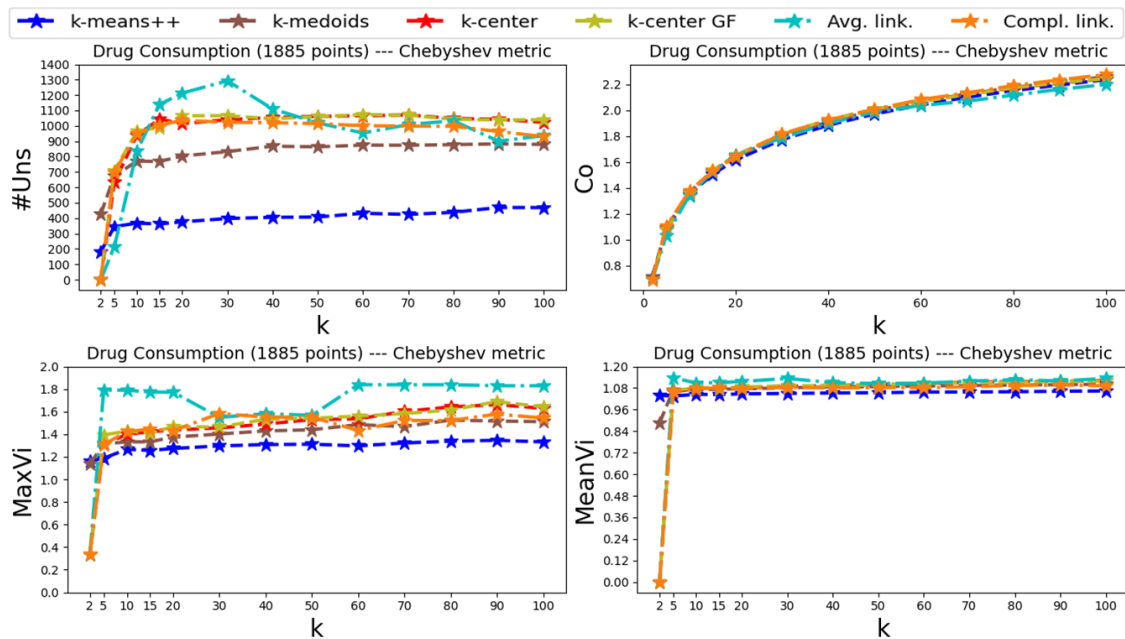 k-means++ k-medoids k-center k-center GF Avg. link. Compl. link.
Drug Consumption (1885 points) --- Chebyshev metric
#Uns
1400
1300
1200
1100
1000
900
800
700
600
500
400
300
200
100
0
2 5 10 15 20 30 40 50 60 70 80 90 100
k
Drug Consumption (1885 points) --- Chebyshev metric
Co
2.2
2.0
1.8
1.6
1.4
1.2
1.0
0.8
0 20 40 60 80 100
k
Drug Consumption (1885 points) --- Chebyshev metric
MaxVi
2.0
1.8
1.6
1.4
1.2
1.0
0.8
0.6
0.4
0.2
0.0
2 5 10 15 20 30 40 50 60 70 80 90 100
k
Drug Consumption (1885 points) --- Chebyshev metric
MeanVi
1.20
1.08
0.96
0.84
0.72
0.60
0.48
0.36
0.24
0.12
0.00
2 5 10 15 20 30 40 50 60 70 80 90 100
k